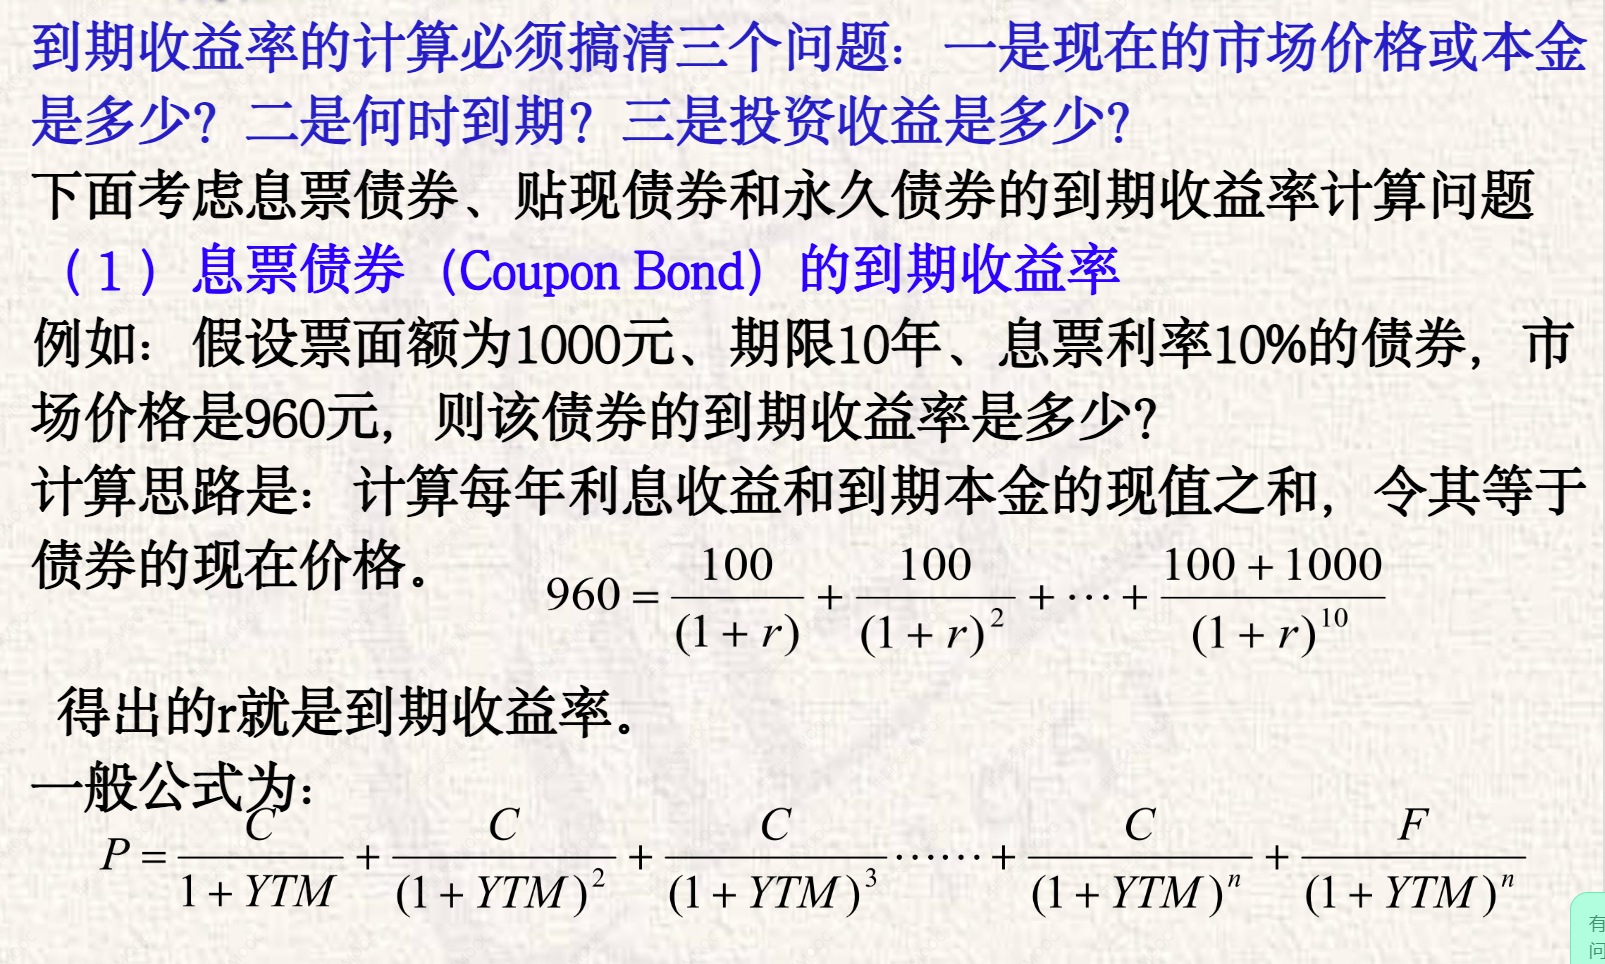 到期收益率的计算必须搞清三个问题：一是现在的市场价格或本金
是多少？二是何时到期？三是投资收益是多少？
下面考虑息票债券、贴现债券和永久债券的到期收益率计算问题
（1）息票债券（Coupon Bond）的到期收益率
例如：假设票面额为1000元、期限10年、息票利率10%的债券，市
场价格是960元，则该债券的到期收益率是多少？
计算思路是：计算每年利息收益和到期本金的现值之和，令其等于
债券的现在价格。
960 = 100/(1 + r) + 100/(1 + r)^2 + ⋯ + (100 + 1000)/(1 + r)^10
得出的r就是到期收益率。
一般公式为：
P = C/(1 + YTM) + C/(1 + YTM)^2 + C/(1 + YTM)^3 ⋯⋯ + C/(1 + YTM)^n + F/(1 + YTM)^n
有
问